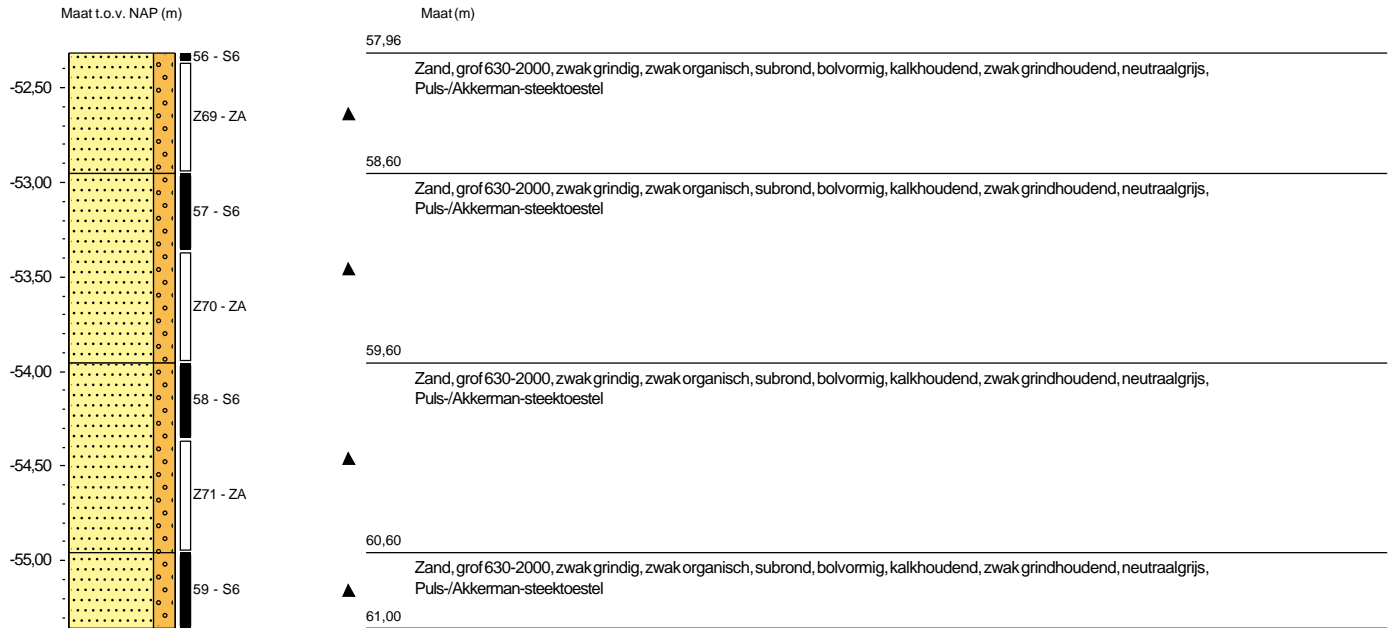 Maat t.o.v. NAP (m)
Maat (m)
57,96
56 - S6
Zand, grof 630-2000, zwak grindig, zwak organisch, subrond, bolvormig, kalkhoudend, zwak grindhoudend, neutraalgrijs,
Puls-/Akkerman-steektoestel
-52,50
Z69 - ZA
58,60
-53,00
Zand, grof 630-2000, zwak grindig, zwak organisch, subrond, bolvormig, kalkhoudend, zwak grindhoudend, neutraalgrijs,
Puls-/Akkerman-steektoestel
57 - S6
-53,50
Z70 - ZA
59,60
-54,00
Zand, grof 630-2000, zwak grindig, zwak organisch, subrond, bolvormig, kalkhoudend, zwak grindhoudend, neutraalgrijs,
Puls-/Akkerman-steektoestel
58 - S6
-54,50
Z71 - ZA
60,60
-55,00
Zand, grof 630-2000, zwak grindig, zwak organisch, subrond, bolvormig, kalkhoudend, zwak grindhoudend, neutraalgrijs,
Puls-/Akkerman-steektoestel
59 - S6
61,00